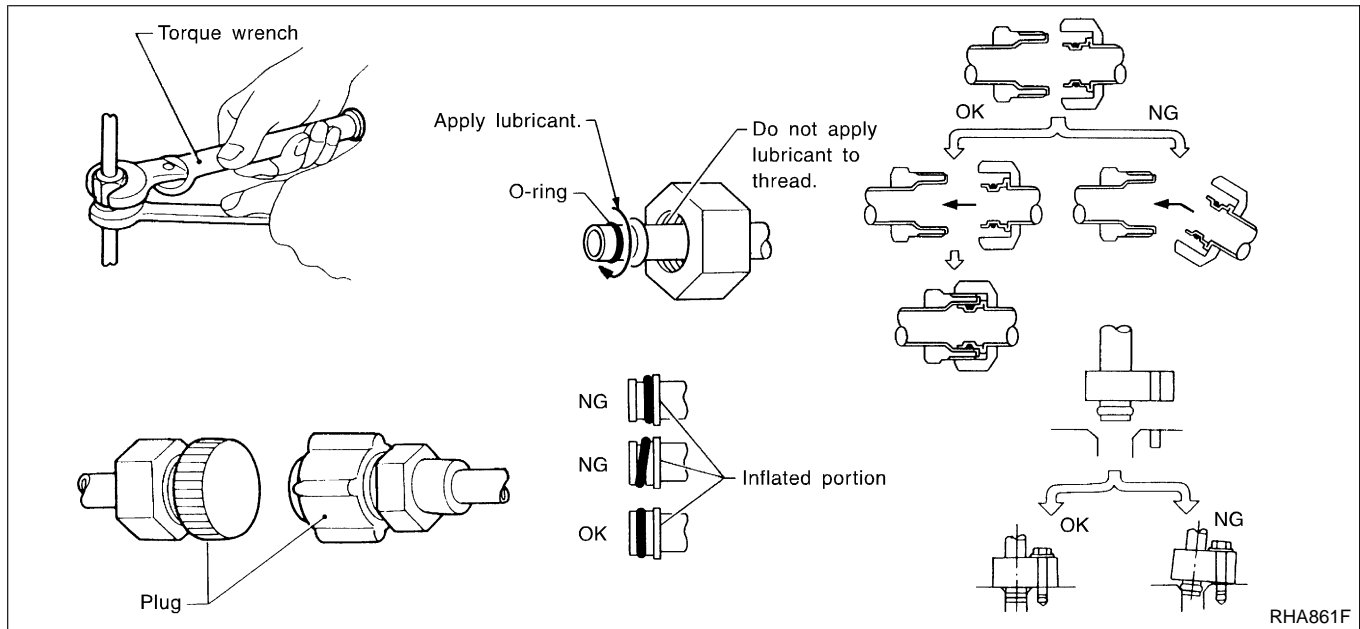 Torque wrench
Apply lubricant.
O-ring
Do not apply
lubricant to
thread.
OK
NG
NG
NG
OK
Inflated portion
Plug
OK
NG
RHA861F